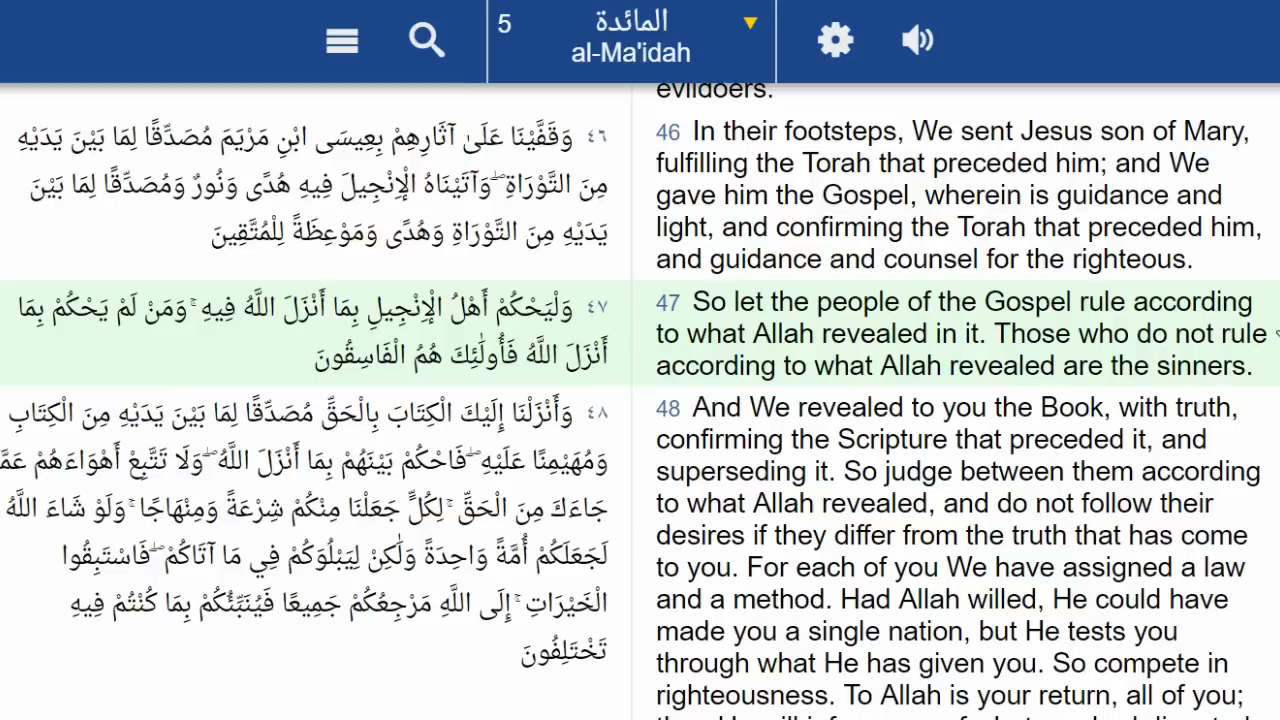 5
المائدة
al-Ma'idah
٤٦ وَقَفَّيْنَا عَلَىٰ آثَارِهِمْ بِعِيسَى ابْنِ مَرْيَمَ مُصَدِّقًا لِمَا بَيْنَ يَدَيْهِ
مِنَ التَّوْرَاةِ ۖ وَآتَيْنَاهُ الْإِنْجِيلَ فِيهِ هُدًى وَنُورٌ وَمُصَدِّقًا لِمَا بَيْنَ
يَدَيْهِ مِنَ التَّوْرَاةِ وَهُدًى وَمَوْعِظَةً لِلْمُتَّقِينَ
٤٧ وَلْيَحْكُمْ أَهْلُ الْإِنْجِيلِ بِمَا أَنْزَلَ اللَّهُ فِيهِ ۚ وَمَنْ لَمْ يَحْكُمْ بِمَا
أَنْزَلَ اللَّهُ فَأُولَٰئِكَ هُمُ الْفَاسِقُونَ
٤٨ وَأَنْزَلْنَا إِلَيْكَ الْكِتَابَ بِالْحَقِّ مُصَدِّقًا لِمَا بَيْنَ يَدَيْهِ مِنَ الْكِتَابِ
وَمُهَيْمِنًا عَلَيْهِ ۖ فَاحْكُمْ بَيْنَهُمْ بِمَا أَنْزَلَ اللَّهُ ۖ وَلَا تَتَّبِعْ أَهْوَاءَهُمْ عَمَّا
جَاءَكَ مِنَ الْحَقِّ ۚ لِكُلٍّ جَعَلْنَا مِنْكُمْ شِرْعَةً وَمِنْهَاجًا ۚ وَلَوْ شَاءَ اللَّهُ
لَجَعَلَكُمْ أُمَّةً وَاحِدَةً وَلَٰكِنْ لِيَبْلُوَكُمْ فِي مَا آتَاكُمْ ۖ فَاسْتَبِقُوا
الْخَيْرَاتِ ۚ إِلَى اللَّهِ مَرْجِعُكُمْ جَمِيعًا فَيُنَبِّئُكُمْ بِمَا كُنْتُمْ فِيهِ
تَخْتَلِفُونَ
evildoers.
46 In their footsteps, We sent Jesus son of Mary,
fulfilling the Torah that preceded him; and We
gave him the Gospel, wherein is guidance and
light, and confirming the Torah that preceded him,
and guidance and counsel for the righteous.
47 So let the people of the Gospel rule according
to what Allah revealed in it. Those who do not rule
according to what Allah revealed are the sinners.
48 And We revealed to you the Book, with truth,
confirming the Scripture that preceded it, and
superseding it. So judge between them according
to what Allah revealed, and do not follow their
desires if they differ from the truth that has come
to you. For each of you We have assigned a law
and a method. Had Allah willed, He could have
made you a single nation, but He tests you
through what He has given you. So compete in
righteousness. To Allah is your return, all of you;